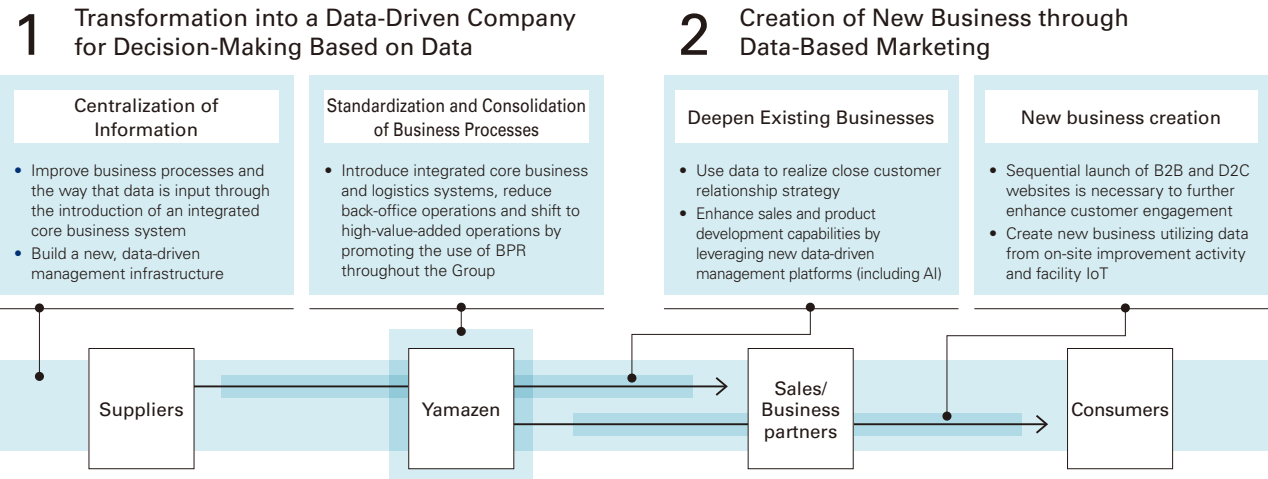 1
Transformation into a Data-Driven Company
for Decision-Making Based on Data
2
Creation of New Business through
Data-Based Marketing
Centralization of
Information
• Improve business processes and
the way that data is input through
the introduction of an integrated
core business system
• Build a new, data-driven
management infrastructure
Standardization and Consolidation
of Business Processes
• Introduce integrated core business
and logistics systems, reduce
back-office operations and shift to
high-value-added operations by
promoting the use of BPR
throughout the Group
Deepen Existing Businesses
• Use data to realize close customer
relationship strategy
• Enhance sales and product
development capabilities by
leveraging new data-driven
management platforms (including AI)
New business creation
• Sequential launch of B2B and D2C
websites is necessary to further
enhance customer engagement
• Create new business utilizing data
from on-site improvement activity
and facility IoT
Suppliers
Yamazen
Sales/
Business
partners
Consumers